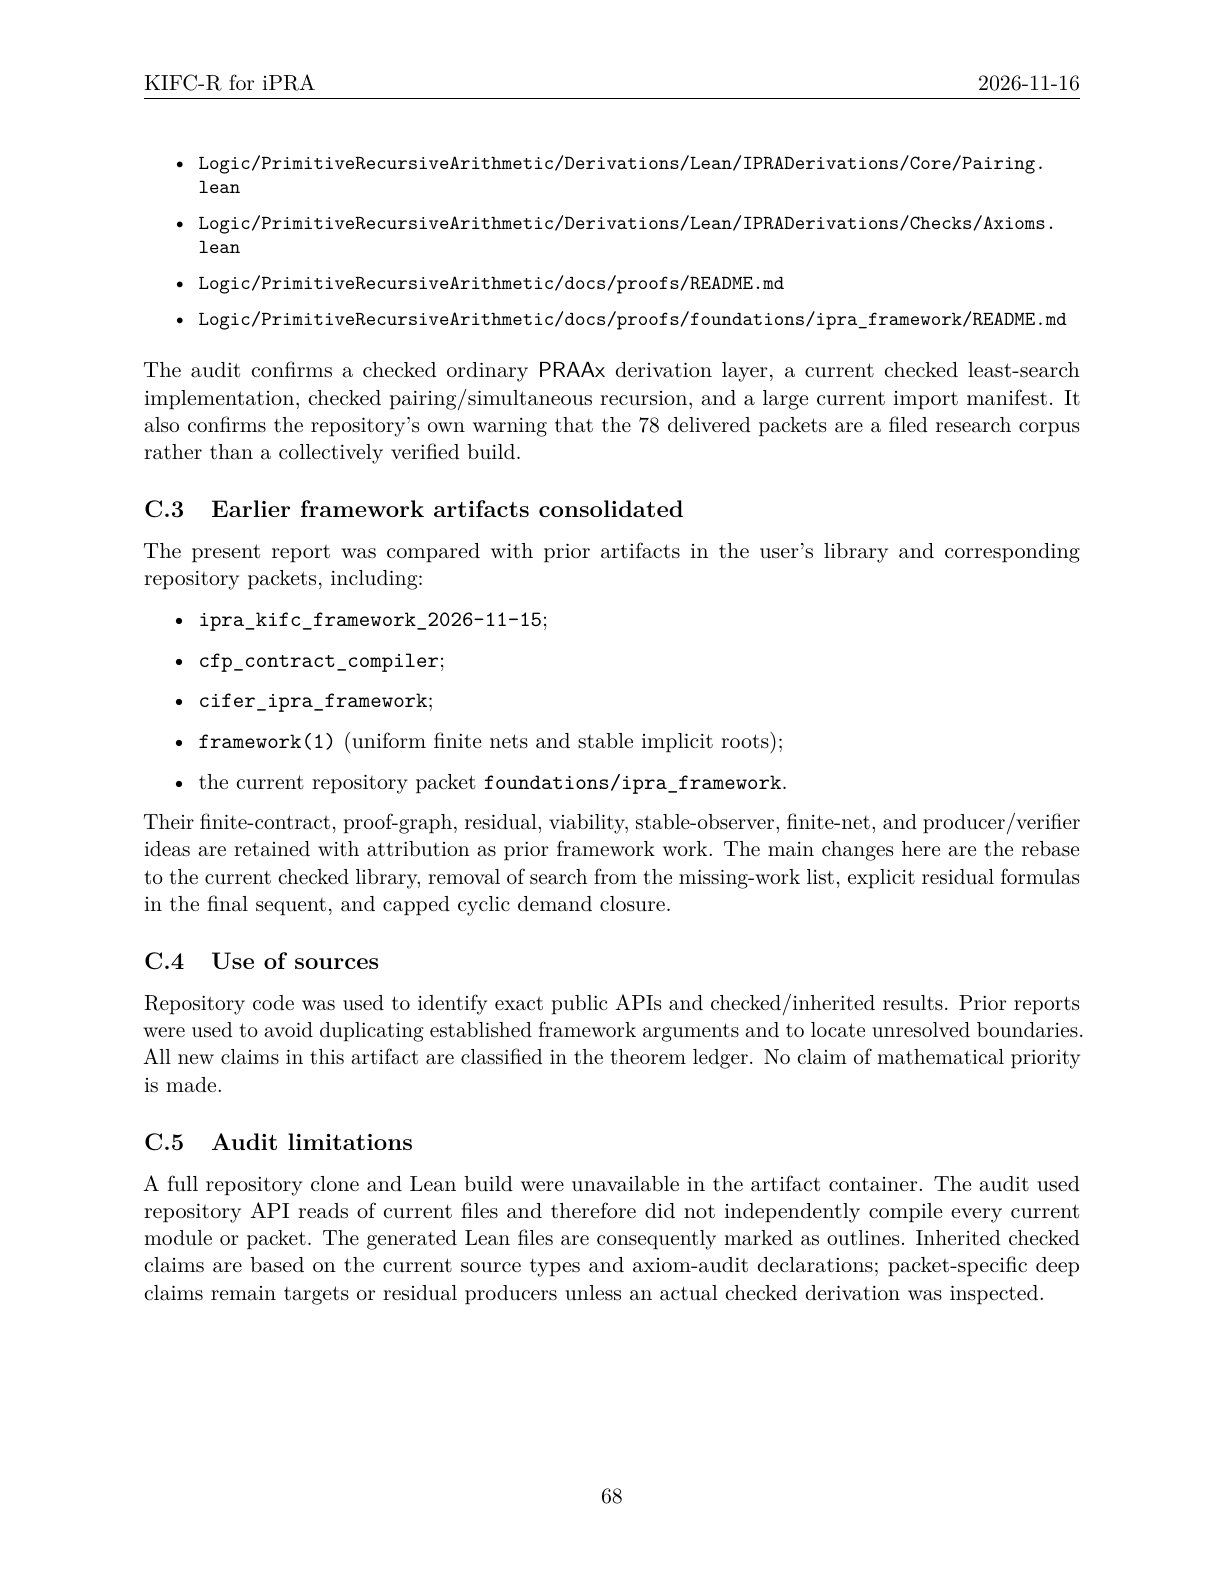 KIFC-R for iPRA 2026-11-16
• Logic/PrimitiveRecursiveArithmetic/Derivations/Lean/IPRADerivations/Core/Pairing.
lean
• Logic/PrimitiveRecursiveArithmetic/Derivations/Lean/IPRADerivations/Checks/Axioms.
lean
• Logic/PrimitiveRecursiveArithmetic/docs/proofs/README.md
• Logic/PrimitiveRecursiveArithmetic/docs/proofs/foundations/ipra_framework/README.md
The audit confirms a checked ordinary PRAAx derivation layer, a current checked least-search
implementation, checked pairing/simultaneous recursion, and a large current import manifest. It
also confirms the repository's own warning that the 78 delivered packets are a filed research corpus
rather than a collectively verified build.
C.3 Earlier framework artifacts consolidated
The present report was compared with prior artifacts in the user's library and corresponding
repository packets, including:
• ipra_kifc_framework_2026-11-15;
• cfp_contract_compiler;
• cifer_ipra_framework;
• framework(1) (uniform finite nets and stable implicit roots);
• the current repository packet foundations/ipra_framework.
Their finite-contract, proof-graph, residual, viability, stable-observer, finite-net, and producer/verifier
ideas are retained with attribution as prior framework work. The main changes here are the rebase
to the current checked library, removal of search from the missing-work list, explicit residual formulas
in the final sequent, and capped cyclic demand closure.
C.4 Use of sources
Repository code was used to identify exact public APIs and checked/inherited results. Prior reports
were used to avoid duplicating established framework arguments and to locate unresolved boundaries.
All new claims in this artifact are classified in the theorem ledger. No claim of mathematical priority
is made.
C.5 Audit limitations
A full repository clone and Lean build were unavailable in the artifact container. The audit used
repository API reads of current files and therefore did not independently compile every current
module or packet. The generated Lean files are consequently marked as outlines. Inherited checked
claims are based on the current source types and axiom-audit declarations; packet-specific deep
claims remain targets or residual producers unless an actual checked derivation was inspected.
68